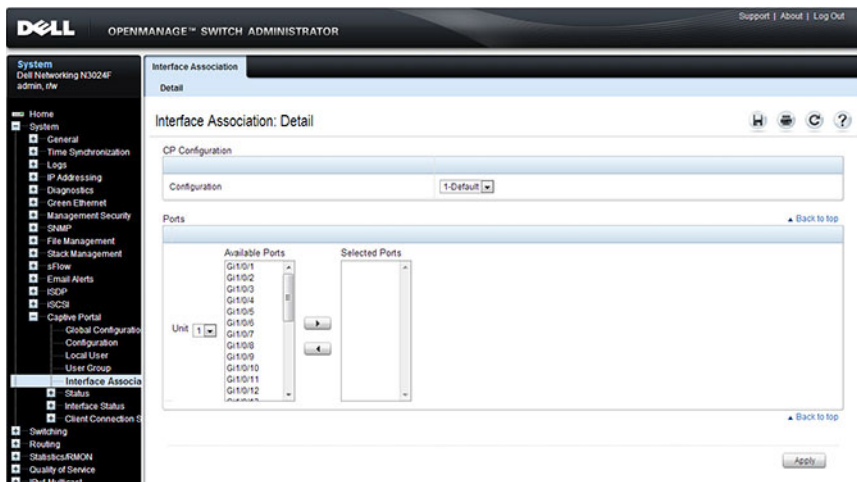 Support | About | Log Out
DELL OPENMANAGE™ SWITCH ADMINISTRATOR
System
Dell Networking N3024F
admin, r/w
Home
System
General
Time Synchronization
Logs
IP Addressing
Diagnostics
Green Ethernet
Management Security
SNMP
File Management
Stack Management
sFlow
Email Alerts
ISDP
iSCSI
Captive Portal
Global Configuratio
Configuration
Local User
User Group
Interface Associa
Status
Interface Status
Client Connection S
Switching
Routing
Statistics/RMON
Quality of Service
IPv4 Multicast
Interface Association
Detail
Interface Association: Detail
CP Configuration
Configuration 1-Default
Ports
Back to top
Available Ports Selected Ports
Unit 1
Gi1/0/1
Gi1/0/2
Gi1/0/3
Gi1/0/4
Gi1/0/5
Gi1/0/6
Gi1/0/7
Gi1/0/8
Gi1/0/9
Gi1/0/10
Gi1/0/11
Gi1/0/12
Back to top
Apply